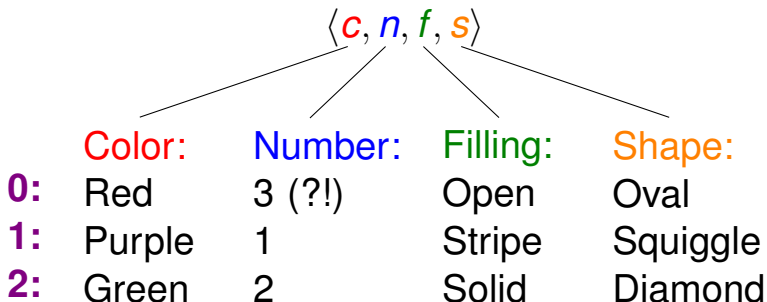 ⟨c, n, f, s⟩
Color: Number: Filling: Shape:
0: Red 3 (?!) Open Oval
1: Purple 1 Stripe Squiggle
2: Green 2 Solid Diamond